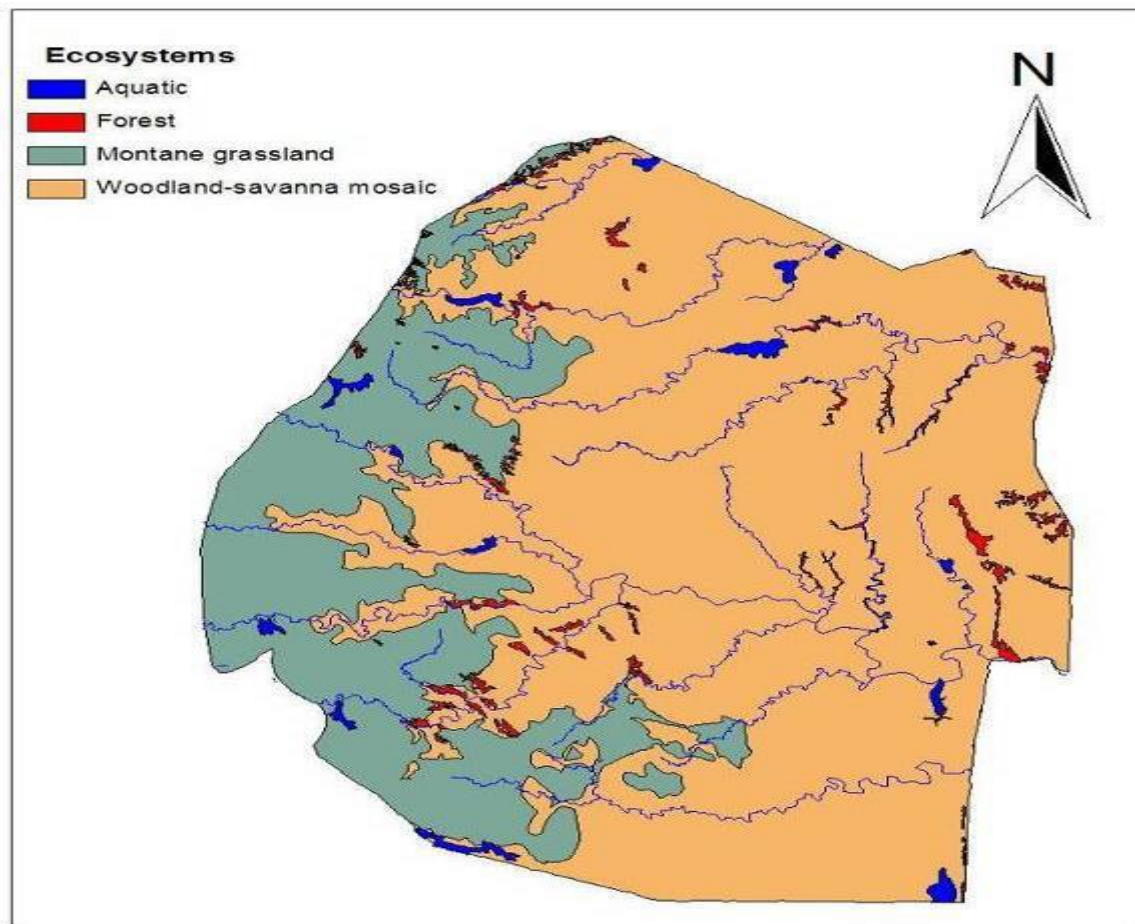 Ecosystems
Aquatic
Forest
Montane grassland
Woodland-savanna mosaic
N